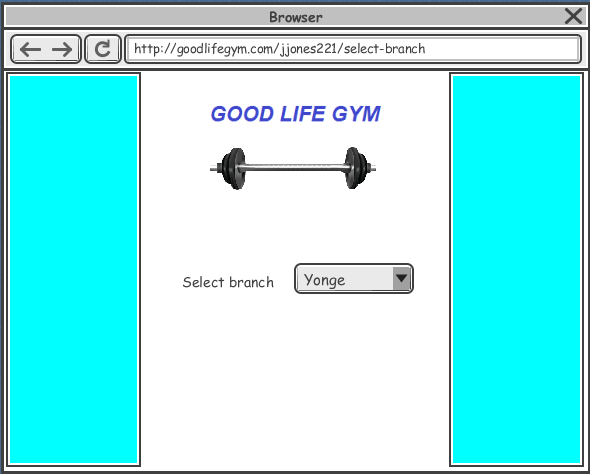 Browser
http://goodlifegym.com/jjones221/select-branch
GOOD LIFE GYM
Select branch
Yonge